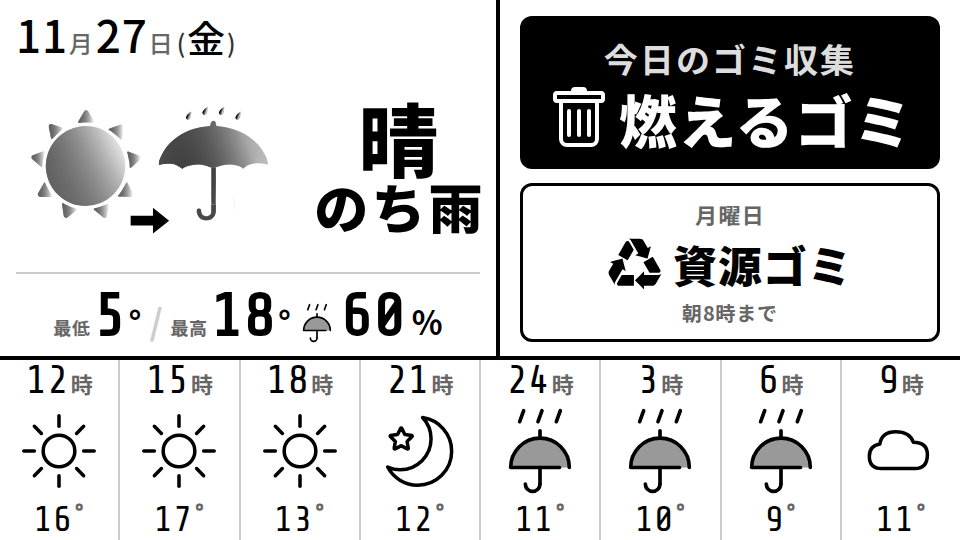 11月27日(金)
晴
のち雨
最低 5° / 最高 18° 60%
今日のゴミ収集
燃えるゴミ
月曜日
資源ゴミ
朝8時まで
12時 15時 18時 21時 24時 3時 6時 9時
16° 17° 13° 12° 11° 10° 9° 11°